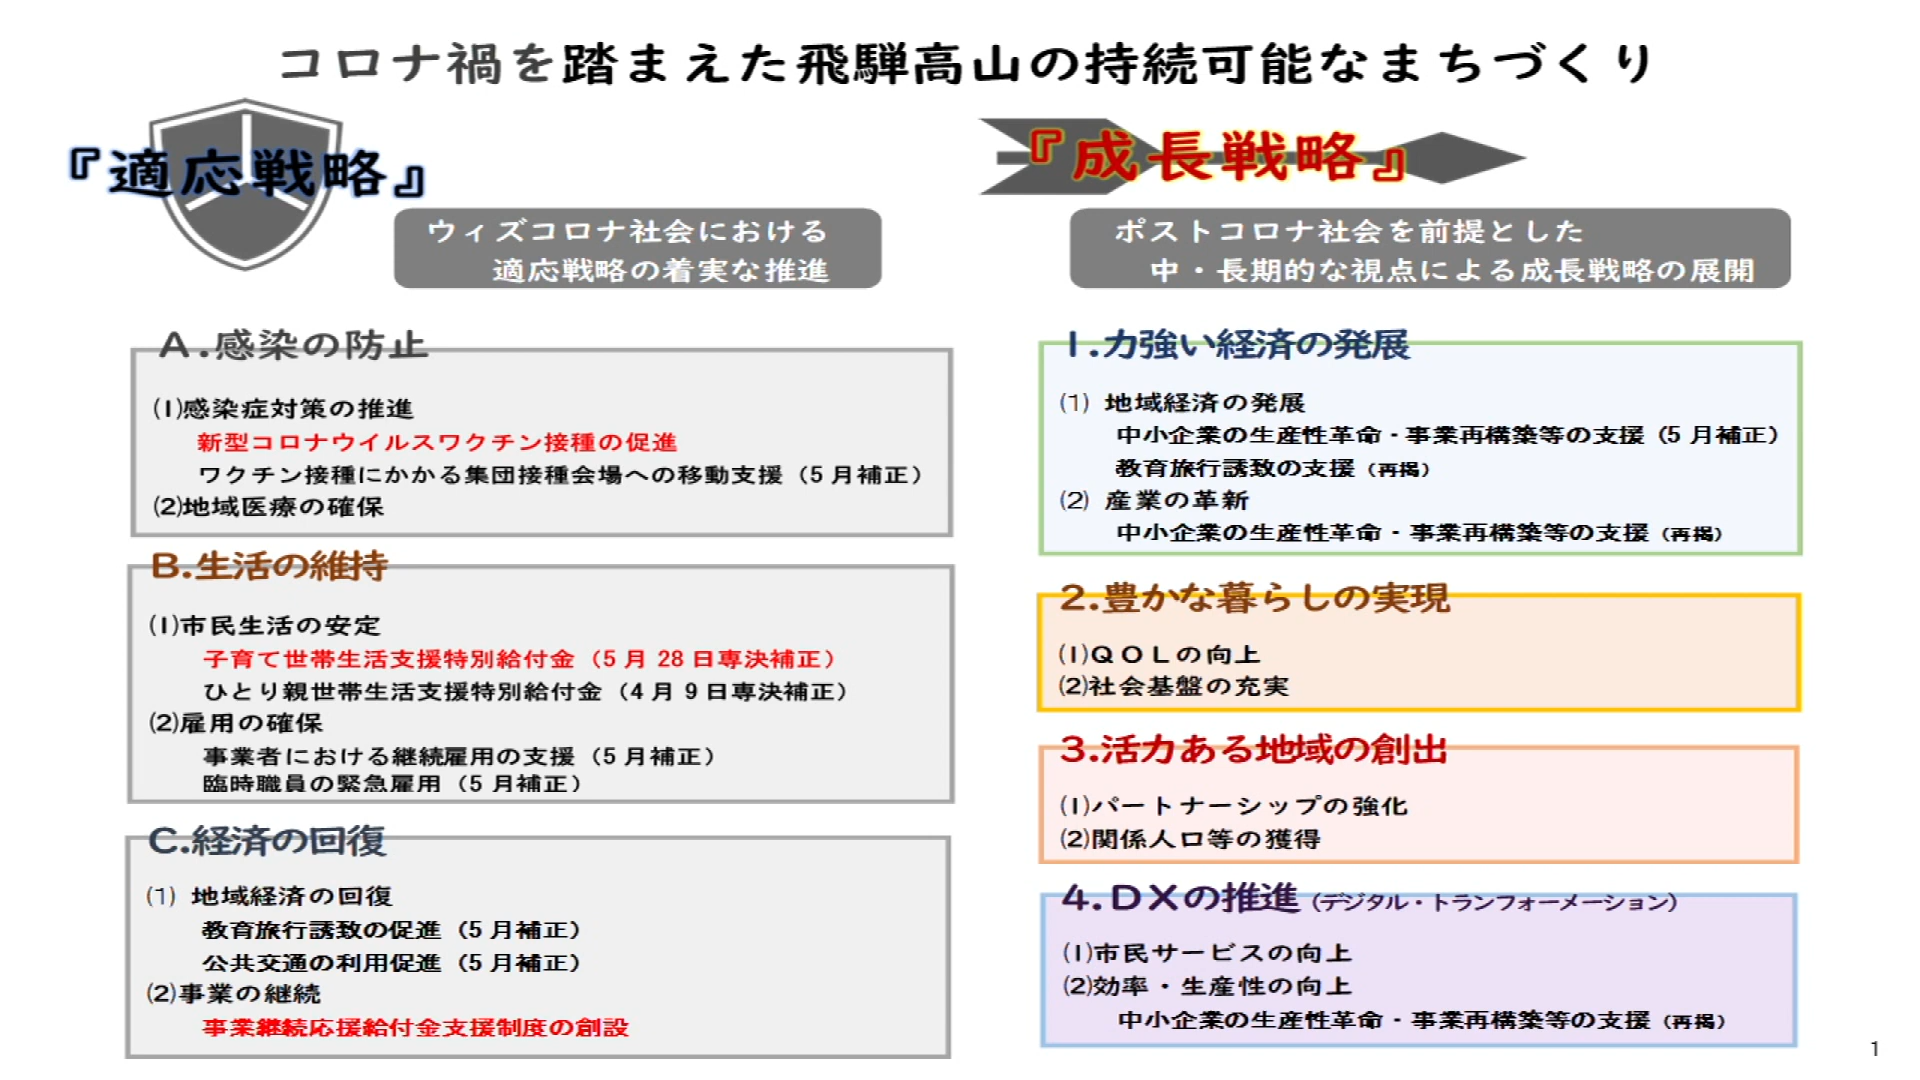 コロナ禍を踏まえた飛騨高山の持続可能なまちづくり
『適応戦略』
ウィズコロナ社会における
適応戦略の着実な推進
A.感染の防止
(1)感染症対策の推進
新型コロナウイルスワクチン接種の促進
ワクチン接種にかかる集団接種会場への移動支援（5月補正）
(2)地域医療の確保
B.生活の維持
(1)市民生活の安定
子育て世帯生活支援特別給付金（5月28日専決補正）
ひとり親世帯生活支援特別給付金（4月9日専決補正）
(2)雇用の確保
事業者における継続雇用の支援（5月補正）
臨時職員の緊急雇用（5月補正）
C.経済の回復
(1) 地域経済の回復
教育旅行誘致の促進（5月補正）
公共交通の利用促進（5月補正）
(2)事業の継続
事業継続応援給付金支援制度の創設
『成長戦略』
ポストコロナ社会を前提とした
中・長期的な視点による成長戦略の展開
1.力強い経済の発展
(1) 地域経済の発展
中小企業の生産性革命・事業再構築等の支援（5月補正）
教育旅行誘致の支援（再掲）
(2) 産業の革新
中小企業の生産性革命・事業再構築等の支援（再掲）
2.豊かな暮らしの実現
(1)QOLの向上
(2)社会基盤の充実
3.活力ある地域の創出
(1)パートナーシップの強化
(2)関係人口等の獲得
4.DXの推進（デジタル・トランフォーメーション）
(1)市民サービスの向上
(2)効率・生産性の向上
中小企業の生産性革命・事業再構築等の支援（再掲）
1